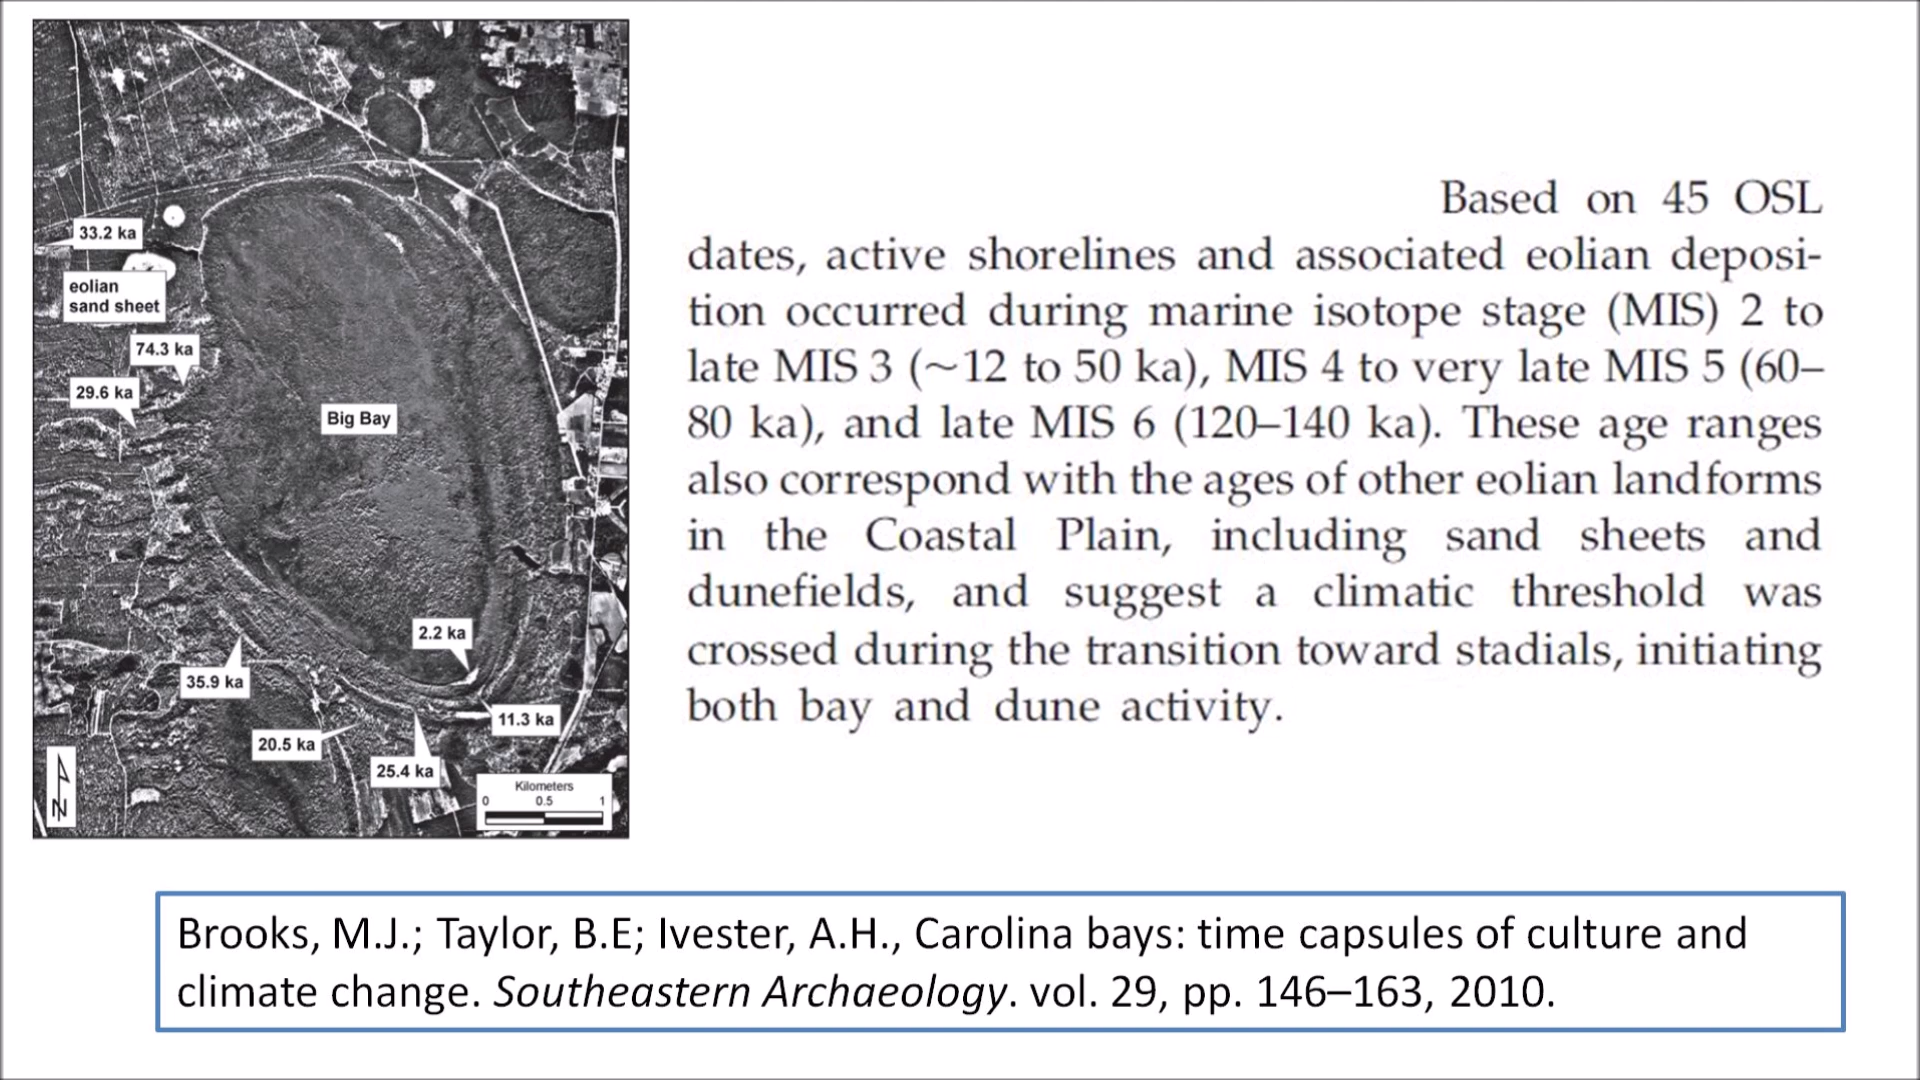 33.2 ka
eolian
sand sheet
74.3 ka
29.6 ka
Big Bay
2.2 ka
35.9 ka
11.3 ka
20.5 ka
25.4 ka
N
Kilometers
0 0.5 1
Based on 45 OSL
dates, active shorelines and associated eolian deposi-
tion occurred during marine isotope stage (MIS) 2 to
late MIS 3 (~12 to 50 ka), MIS 4 to very late MIS 5 (60–
80 ka), and late MIS 6 (120–140 ka). These age ranges
also correspond with the ages of other eolian landforms
in the Coastal Plain, including sand sheets and
dunefields, and suggest a climatic threshold was
crossed during the transition toward stadials, initiating
both bay and dune activity.
Brooks, M.J.; Taylor, B.E; Ivester, A.H., Carolina bays: time capsules of culture and
climate change. Southeastern Archaeology. vol. 29, pp. 146–163, 2010.